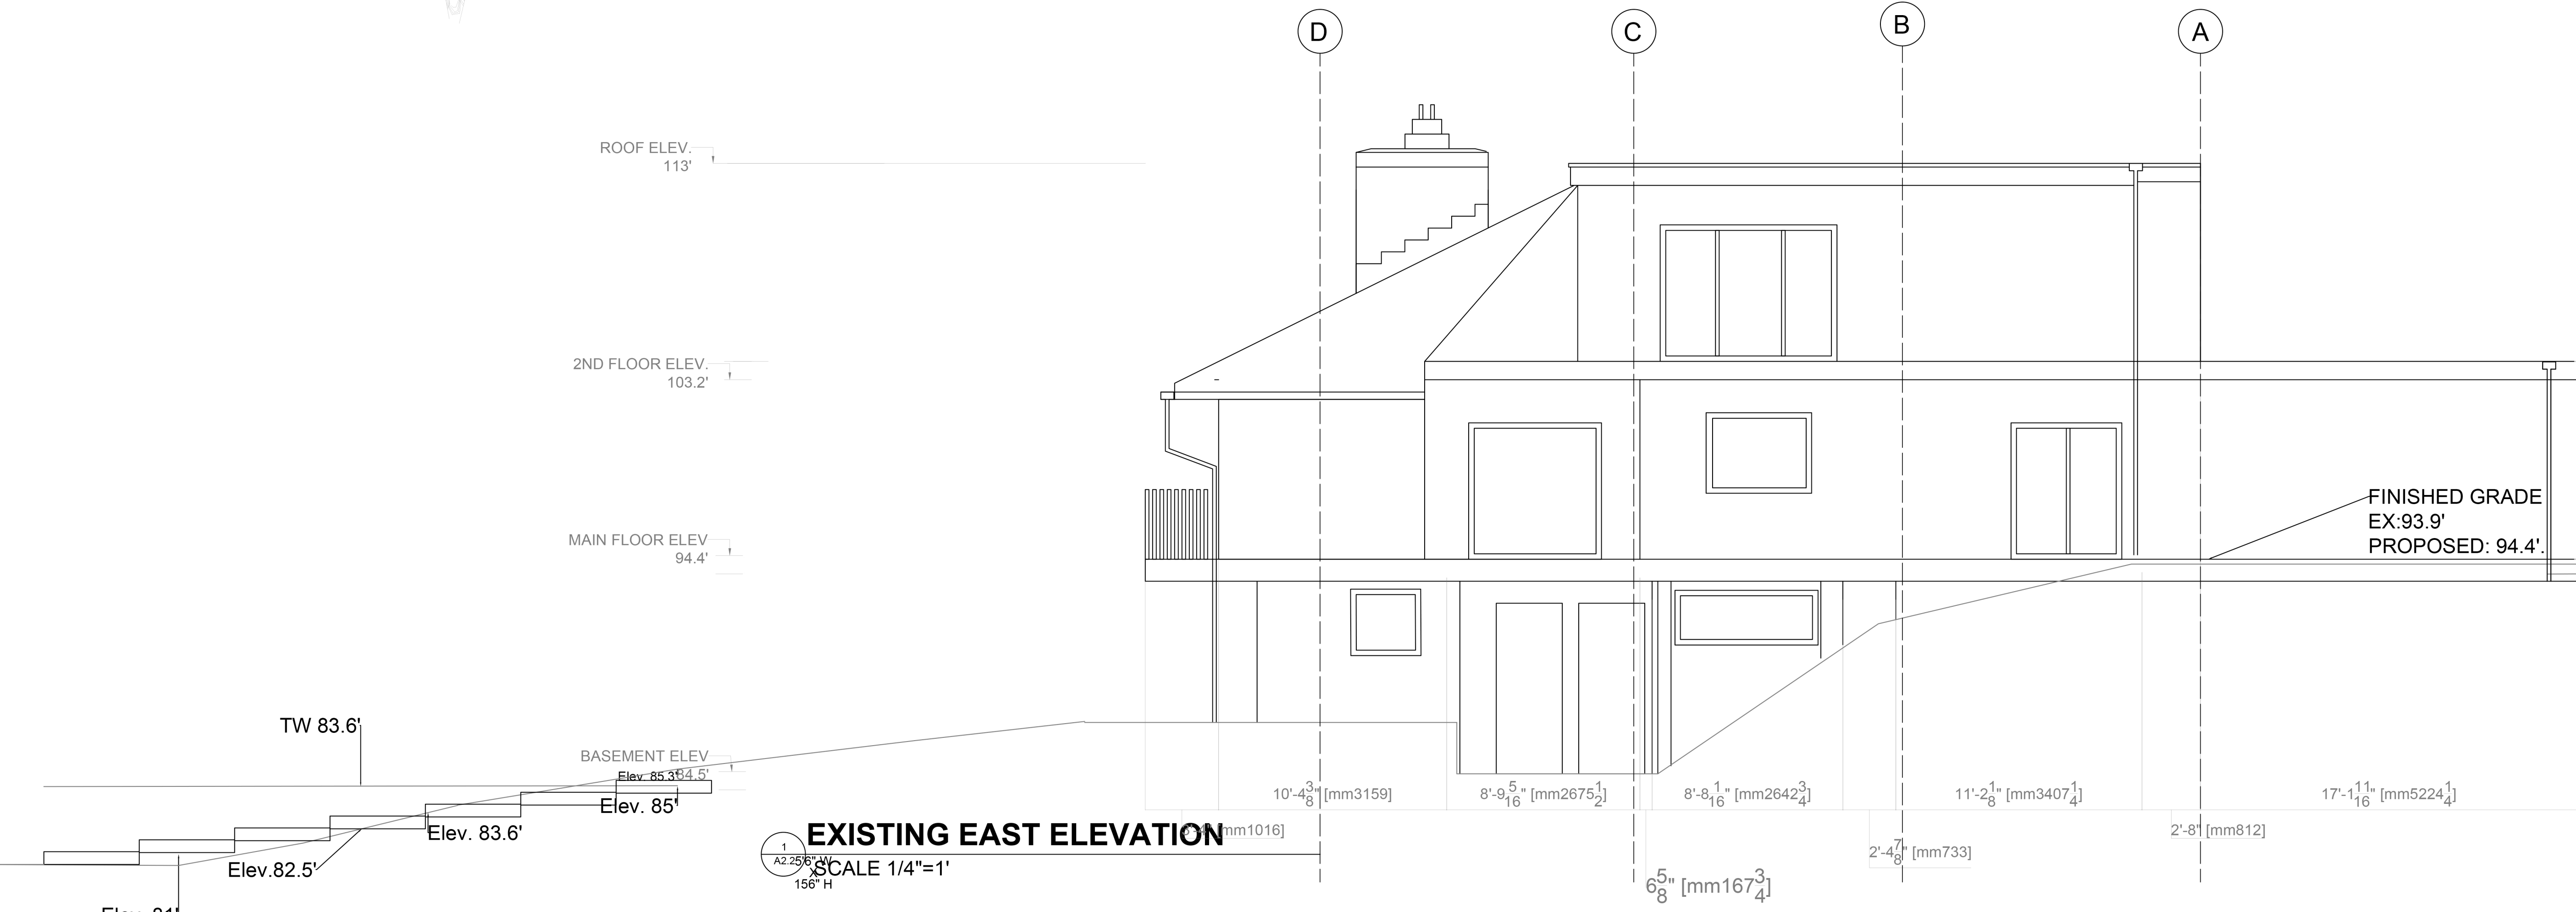 D
C
B
A
ROOF ELEV.
113'
2ND FLOOR ELEV.
103.2'
FINISHED GRADE
EX:93.9'
PROPOSED: 94.4'.
MAIN FLOOR ELEV
94.4'
TW 83.6'
BASEMENT ELEV
84.5'
Elev. 85.3'
Elev. 85'
Elev. 83.6'
Elev.82.5'
10'-4 3/8" [mm3159]
8'-9 5/16" [mm2675 1/2]
8'-8 1/16" [mm2642 3/4]
11'-2 1/8" [mm3407 1/4]
17'-1 11/16" [mm5224 1/4]
3'-4" [mm1016]
2'-8" [mm812]
2'-4 7/8" [mm733]
6 5/8" [mm167 3/4]
1
A2.2
EXISTING EAST ELEVATION
SCALE 1/4"=1'
5'6" W
X
156" H